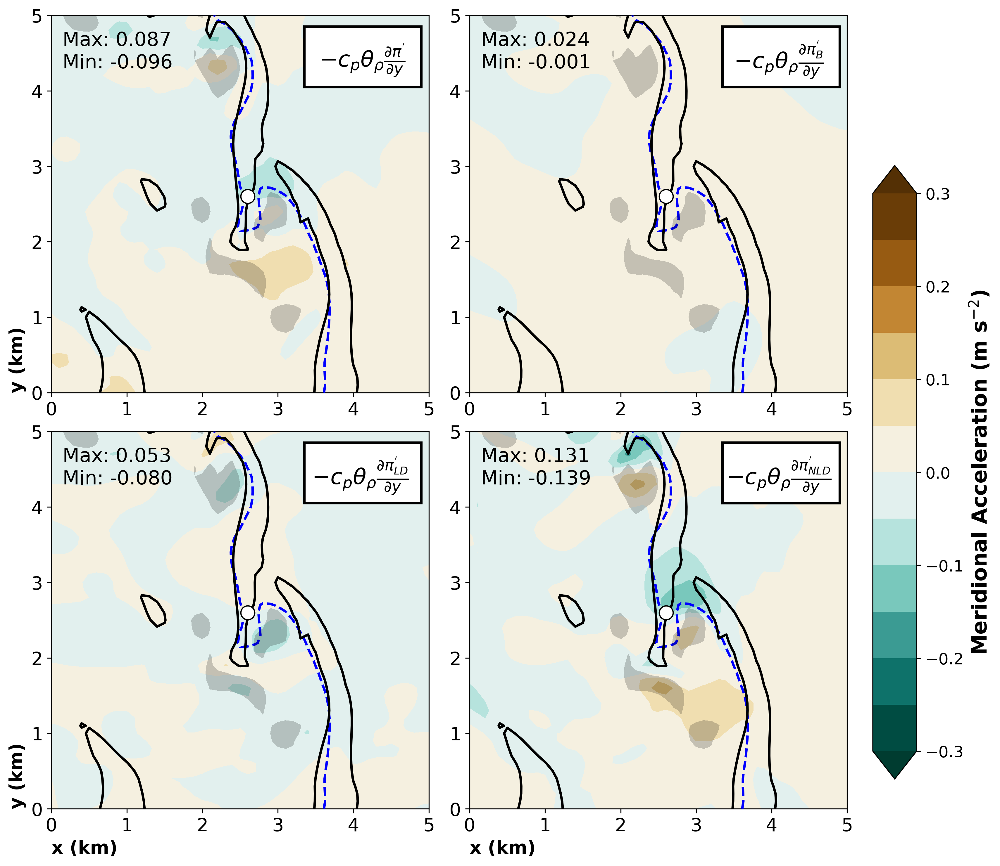 Max: 0.087
Min: -0.096
−c_pθ_ρ ∂π′/∂y
5
4
3
2
1
0
y (km)
0 1 2 3 4 5
Max: 0.024
Min: -0.001
−c_pθ_ρ ∂π′_B/∂y
5
4
3
2
1
0
0 1 2 3 4 5
Max: 0.053
Min: -0.080
−c_pθ_ρ ∂π′_LD/∂y
5
4
3
2
1
0
y (km)
0 1 2 3 4 5
x (km)
Max: 0.131
Min: -0.139
−c_pθ_ρ ∂π′_NLD/∂y
5
4
3
2
1
0
0 1 2 3 4 5
x (km)
0.3
0.2
0.1
0.0
−0.1
−0.2
−0.3
Meridional Acceleration (m s⁻²)